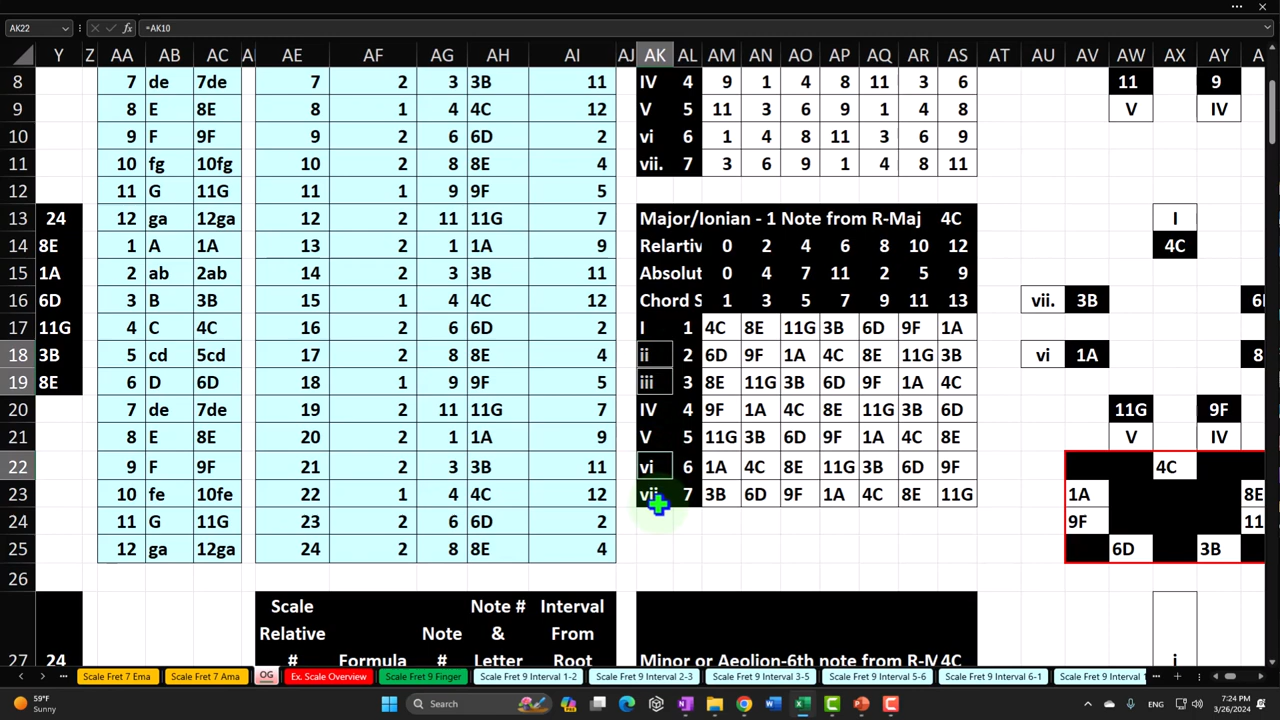 AK22 fx =AK10
Y Z AA AB AC AE AF AG AH AI AJ AK AL AM AN AO AP AQ AR AS AT AU AV AW AX AY
8 7 de 7de 7 2 3 3B 11 IV 4 9 1 4 8 11 3 6 11 9
9 8 E 8E 8 1 4 4C 12 V 5 11 3 6 9 1 4 8 V IV
10 9 F 9F 9 2 6 6D 2 vi 6 1 4 8 11 3 6 9
11 10 fg 10fg 10 2 8 8E 4 vii. 7 3 6 9 1 4 8 11
12 11 G 11G 11 1 9 9F 5
13 24 12 ga 12ga 12 2 11 11G 7 Major/Ionian - 1 Note from R-Maj 4C I
14 8E 1 A 1A 13 2 1 1A 9 Relartiv 0 2 4 6 8 10 12 4C
15 1A 2 ab 2ab 14 2 3 3B 11 Absolut 0 4 7 11 2 5 9
16 6D 3 B 3B 15 1 4 4C 12 Chord S 1 3 5 7 9 11 13 vii. 3B
17 11G 4 C 4C 16 2 6 6D 2 I 1 4C 8E 11G 3B 6D 9F 1A
18 3B 5 cd 5cd 17 2 8 8E 4 ii 2 6D 9F 1A 4C 8E 11G 3B vi 1A
19 8E 6 D 6D 18 1 9 9F 5 iii 3 8E 11G 3B 6D 9F 1A 4C
20 7 de 7de 19 2 11 11G 7 IV 4 9F 1A 4C 8E 11G 3B 6D 11G 9F
21 8 E 8E 20 2 1 1A 9 V 5 11G 3B 6D 9F 1A 4C 8E V IV
22 9 F 9F 21 2 3 3B 11 vi 6 1A 4C 8E 11G 3B 6D 9F 4C
23 10 fe 10fe 22 1 4 4C 12 vii. 7 3B 6D 9F 1A 4C 8E 11G 1A 8E
24 11 G 11G 23 2 6 6D 2 9F 11
25 12 ga 12ga 24 2 8 8E 4 6D 3B
26
Scale Note # Interval
Relative Note & From
27 24 # Formula # Letter Root Minor or Aeolion-6th note from R-M 4C i
Scale Fret 7 Ema Scale Fret 7 Ama OG Ex. Scale Overview Scale Fret 9 Finger Scale Fret 9 Interval 1-2 Scale Fret 9 Interval 2-3 Scale Fret 9 Interval 3-5 Scale Fret 9 Interval 5-6 Scale Fret 9 Interval 6-1 Scale Fret 9 Interval 1
59°F
Sunny
Search
ENG
7:24 PM
3/26/2024